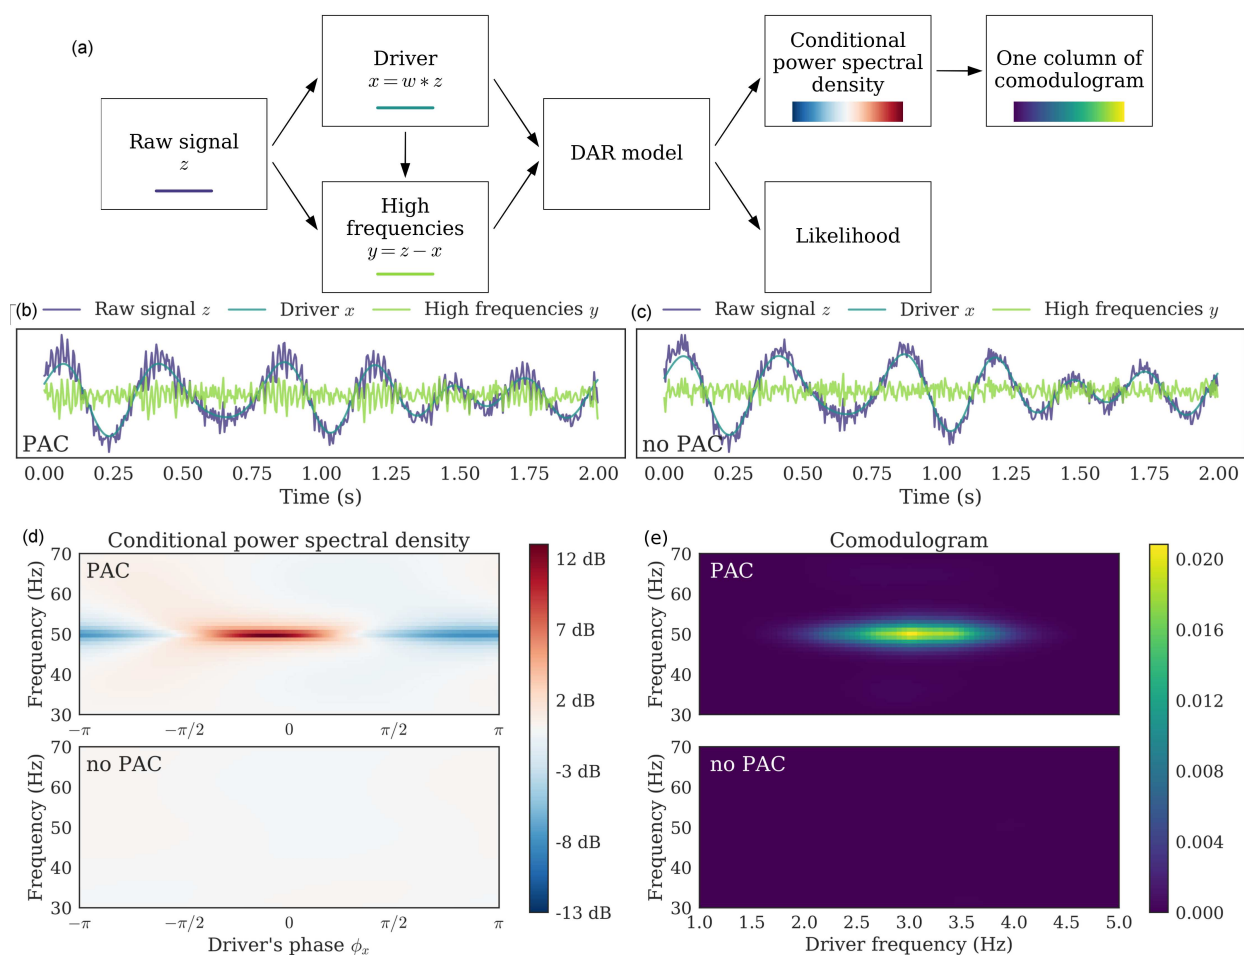 (a)
Raw signal
z
Driver
x = w * z
High
frequencies
y = z − x
DAR model
Conditional
power spectral
density
One column of
comodulogram
Likelihood
(b) Raw signal z Driver x High frequencies y
PAC
0.00 0.25 0.50 0.75 1.00 1.25 1.50 1.75 2.00
Time (s)
(c) Raw signal z Driver x High frequencies y
no PAC
0.00 0.25 0.50 0.75 1.00 1.25 1.50 1.75 2.00
Time (s)
(d) Conditional power spectral density
PAC
Frequency (Hz)
70
60
50
40
30
−π −π/2 0 π/2 π
no PAC
Frequency (Hz)
70
60
50
40
30
−π −π/2 0 π/2 π
Driver's phase ϕx
12 dB
7 dB
2 dB
-3 dB
-8 dB
-13 dB
(e) Comodulogram
PAC
Frequency (Hz)
70
60
50
40
30
no PAC
Frequency (Hz)
70
60
50
40
30
1.0 1.5 2.0 2.5 3.0 3.5 4.0 4.5 5.0
Driver frequency (Hz)
0.020
0.016
0.012
0.008
0.004
0.000